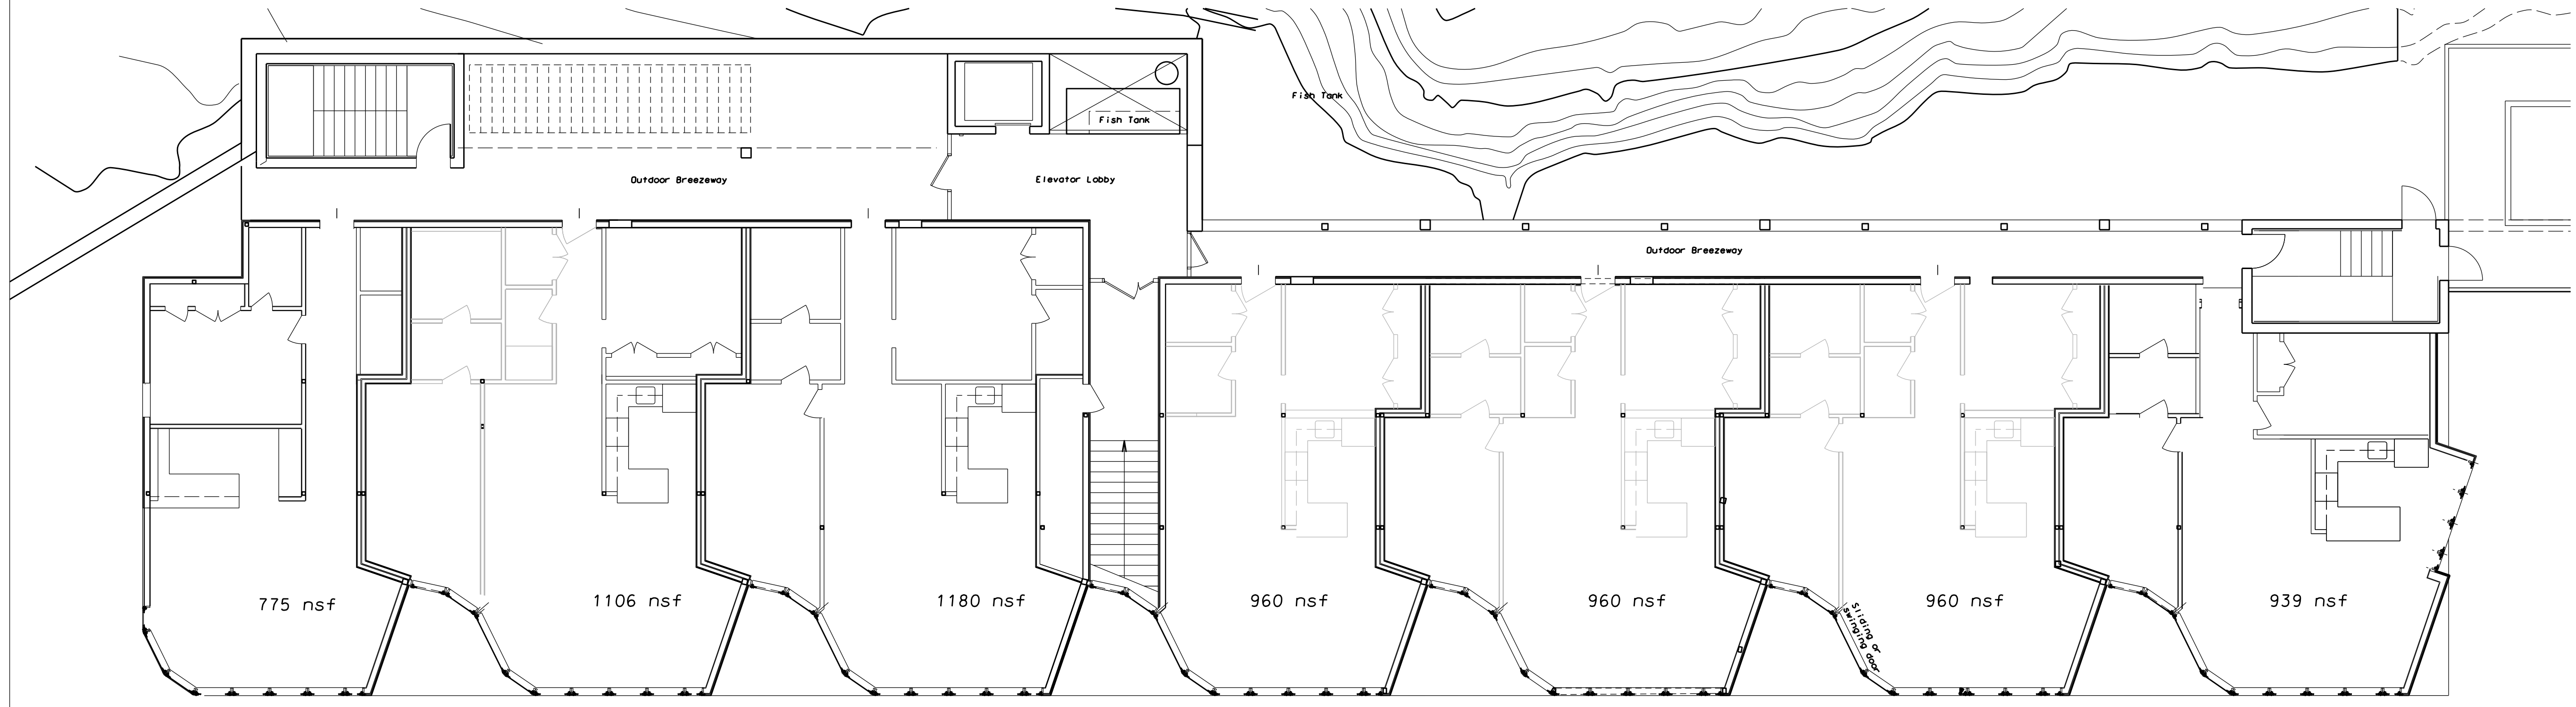 Fish Tank
Fish Tank
Outdoor Breezeway
Elevator Lobby
Outdoor Breezeway
775 nsf
1106 nsf
1180 nsf
960 nsf
960 nsf
960 nsf
939 nsf
Sliding or
swinging door